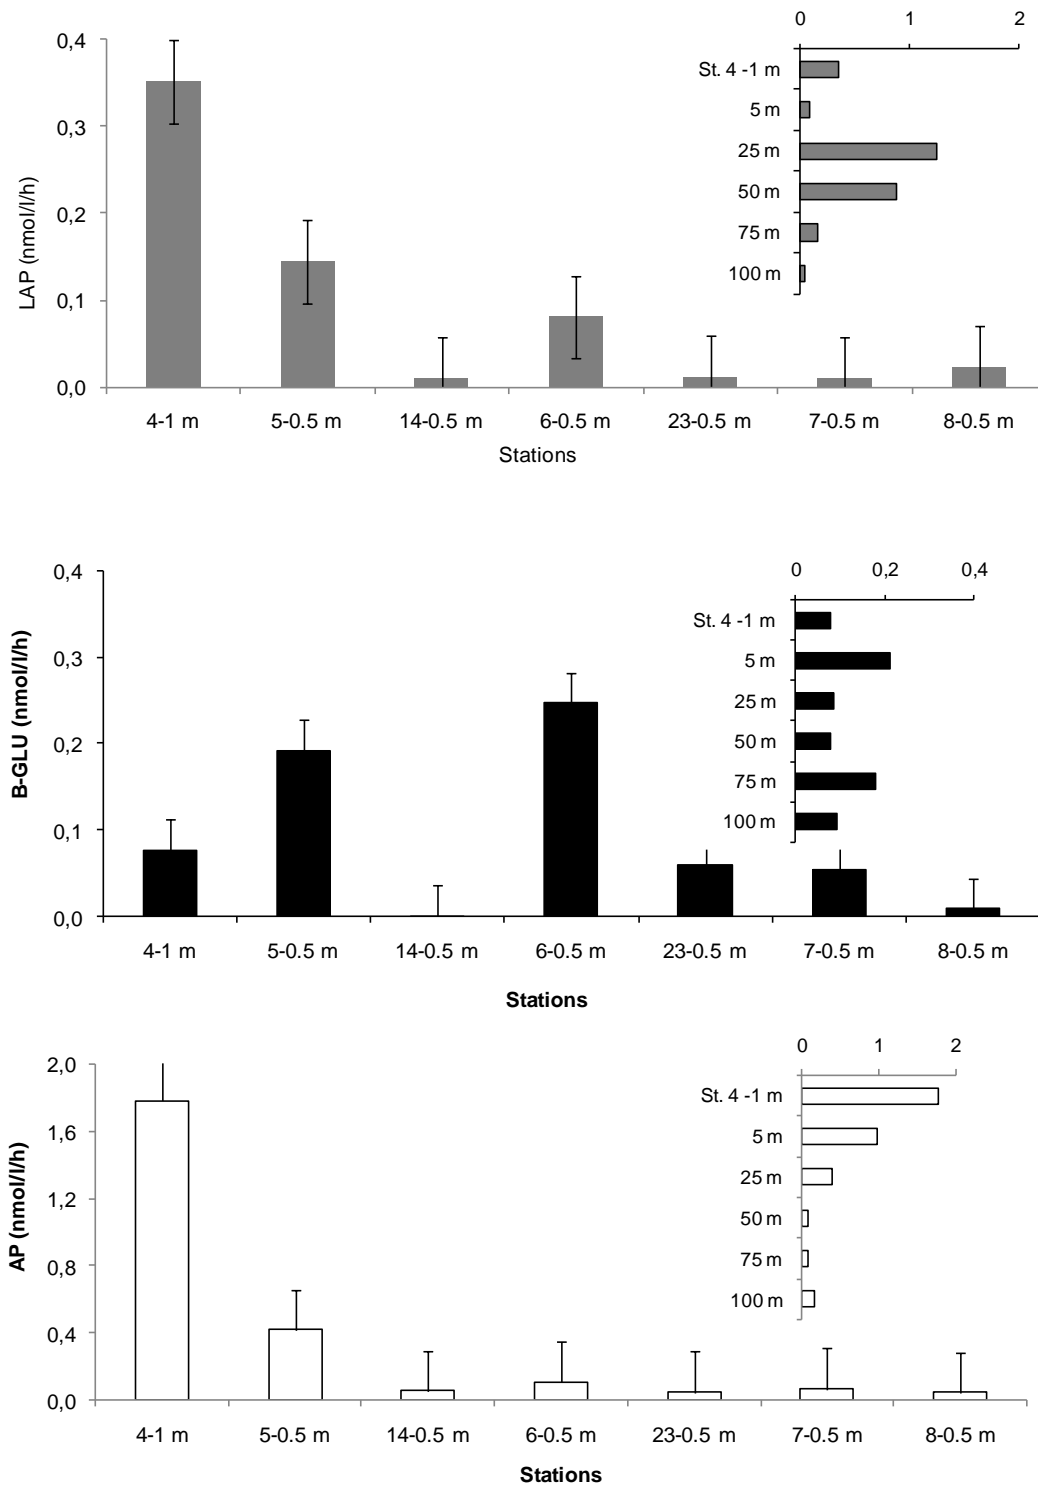 0 1 2
0,4
St. 4 -1 m
5 m
0,3
25 m
50 m
0,2
75 m
100 m
0,1
0,0
LAP (nmol/l/h)
4-1 m 5-0.5 m 14-0.5 m 6-0.5 m 23-0.5 m 7-0.5 m 8-0.5 m
Stations
0 0,2 0,4
0,4
St. 4 -1 m
0,3
5 m
25 m
0,2
50 m
75 m
0,1
100 m
0,0
B-GLU (nmol/l/h)
4-1 m 5-0.5 m 14-0.5 m 6-0.5 m 23-0.5 m 7-0.5 m 8-0.5 m
Stations
0 1 2
2,0
St. 4 -1 m
1,6
5 m
25 m
1,2
50 m
75 m
0,8
100 m
0,4
0,0
AP (nmol/l/h)
4-1 m 5-0.5 m 14-0.5 m 6-0.5 m 23-0.5 m 7-0.5 m 8-0.5 m
Stations